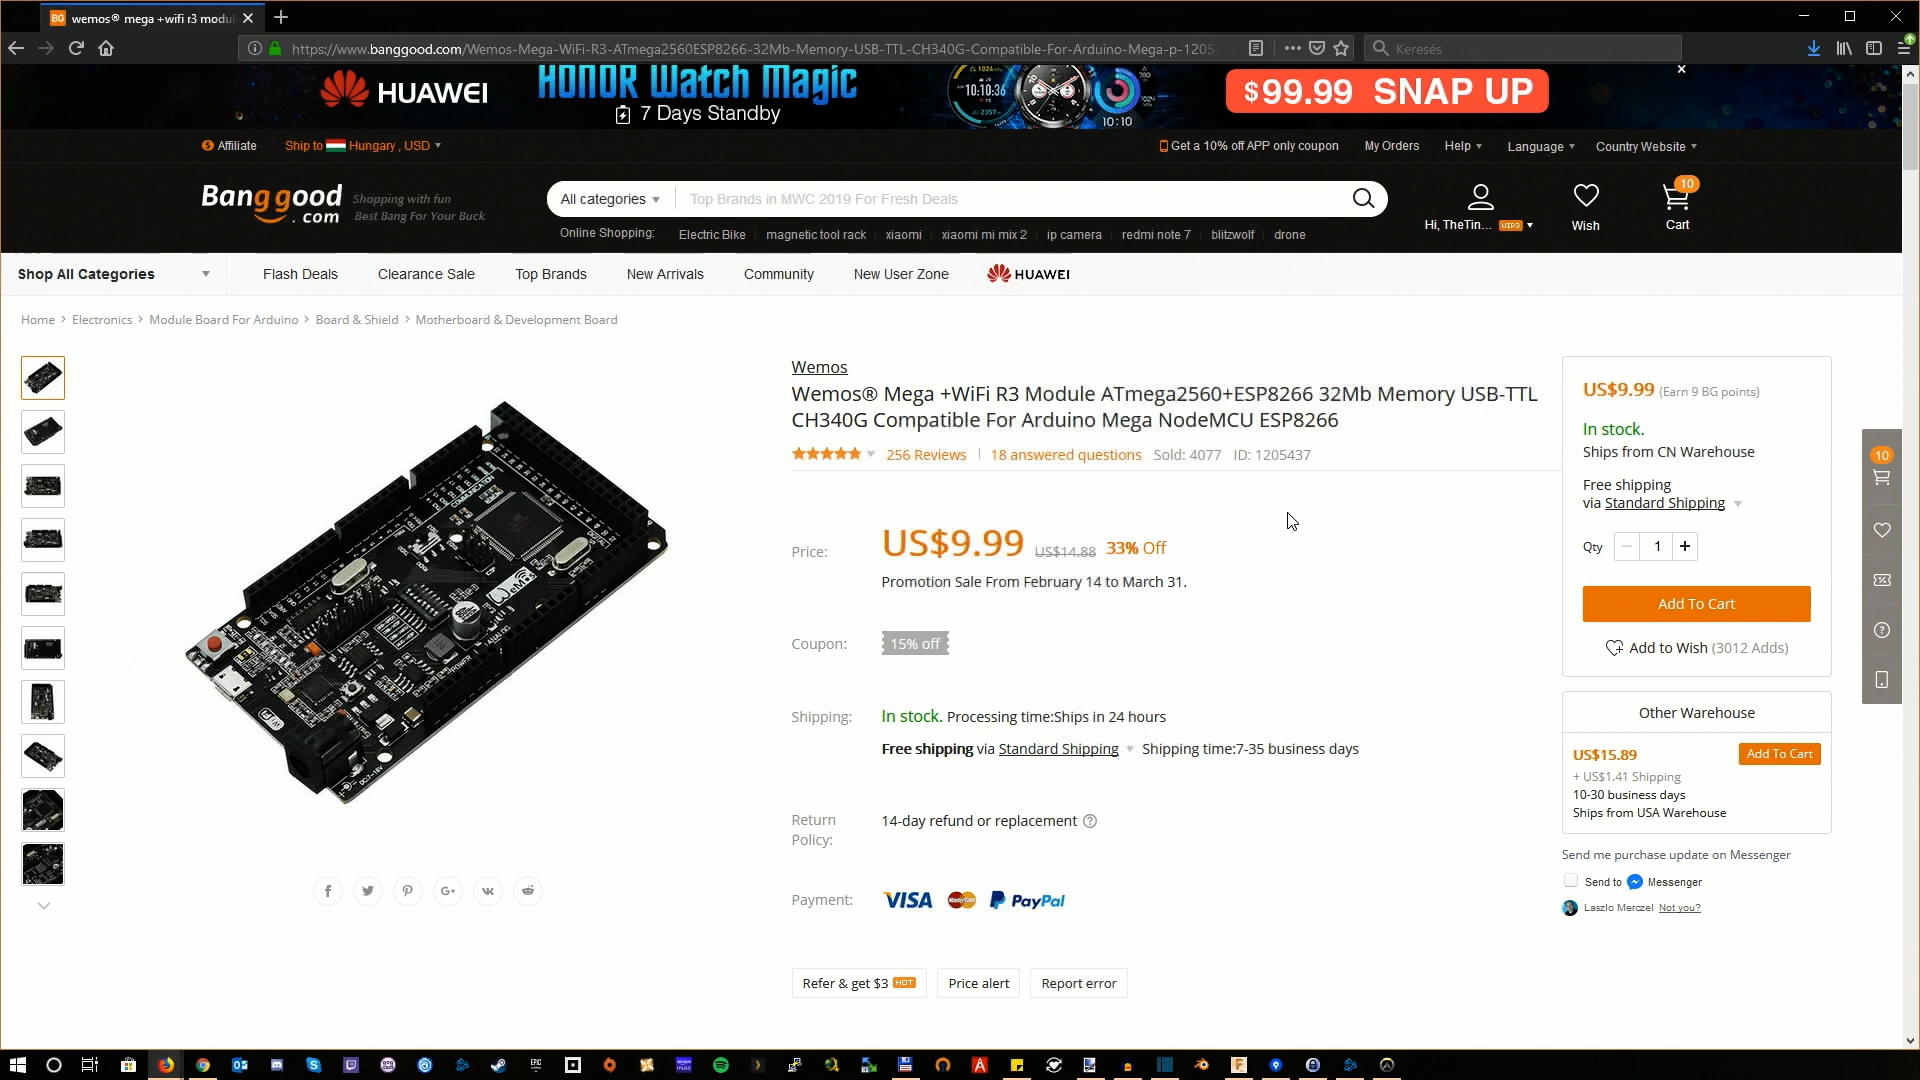 wemos® mega +wifi r3 modul
https://www.banggood.com/Wemos-Mega-WiFi-R3-ATmega2560ESP8266-32Mb-Memory-USB-TTL-CH340G-Compatible-For-Arduino-Mega-p-1205
Keresés
HUAWEI
HONOR Watch Magic
7 Days Standby
10:10:36
10:10
$99.99 SNAP UP
Affiliate
Ship to Hungary , USD
Get a 10% off APP only coupon
My Orders
Help
Language
Country Website
Banggood.com
Shopping with fun
Best Bang For Your Buck
All categories
Top Brands in MWC 2019 For Fresh Deals
10
Hi, TheTin... VIP3
Wish
Cart
Online Shopping:
Electric Bike
magnetic tool rack
xiaomi
xiaomi mi mix 2
ip camera
redmi note 7
blitzwolf
drone
Shop All Categories
Flash Deals
Clearance Sale
Top Brands
New Arrivals
Community
New User Zone
HUAWEI
Home > Electronics > Module Board For Arduino > Board & Shield > Motherboard & Development Board
Wemos
Wemos® Mega +WiFi R3 Module ATmega2560+ESP8266 32Mb Memory USB-TTL
CH340G Compatible For Arduino Mega NodeMCU ESP8266
256 Reviews | 18 answered questions Sold: 4077 ID: 1205437
Price: US$9.99 US$14.88 33% Off
Promotion Sale From February 14 to March 31.
Coupon: 15% off
Shipping: In stock. Processing time:Ships in 24 hours
Free shipping via Standard Shipping Shipping time:7-35 business days
Return
Policy:
14-day refund or replacement
Payment: VISA MasterCard PayPal
Refer & get $3 HOT
Price alert
Report error
COMMUNICATION
DIGITAL
ANALOG
POWER
WiFi
US$9.99 (Earn 9 BG points)
In stock.
Ships from CN Warehouse
Free shipping
via Standard Shipping
Qty 1 +
Add To Cart
Add to Wish (3012 Adds)
Other Warehouse
US$15.89 Add To Cart
+ US$1.41 Shipping
10-30 business days
Ships from USA Warehouse
Send me purchase update on Messenger
Send to Messenger
Laszlo Merczel Not you?
10